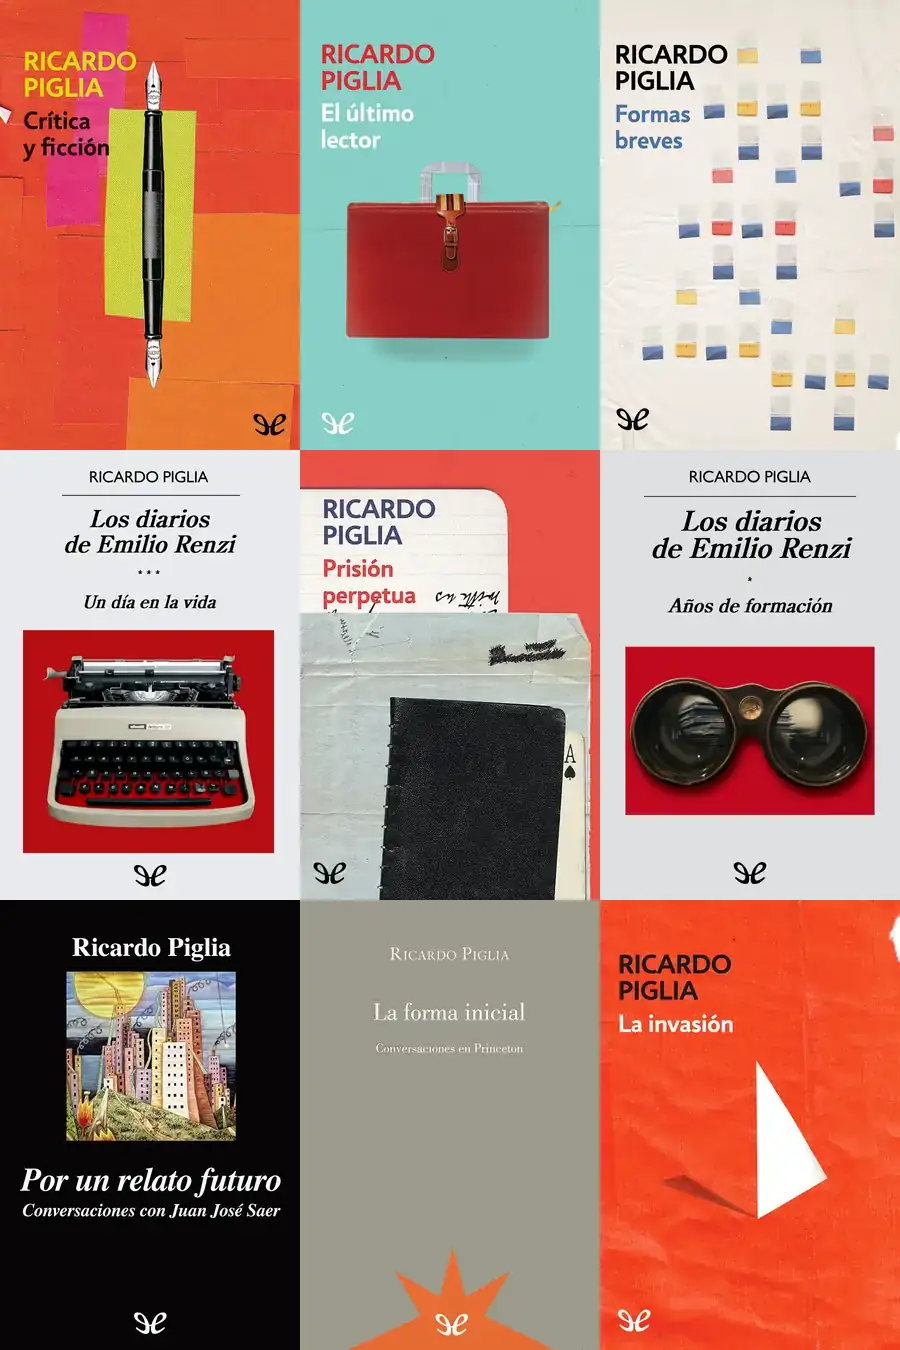 RICARDO
PIGLIA
Crítica
y ficción
RICARDO
PIGLIA
El último
lector
RICARDO
PIGLIA
Formas
breves
RICARDO PIGLIA
Los diarios
de Emilio Renzi
* * *
Un día en la vida
RICARDO
PIGLIA
Prisión
perpetua
A
RICARDO PIGLIA
Los diarios
de Emilio Renzi
*
Años de formación
Ricardo Piglia
Por un relato futuro
Conversaciones con Juan José Saer
RICARDO PIGLIA
La forma inicial
Conversaciones en Princeton
RICARDO
PIGLIA
La invasión